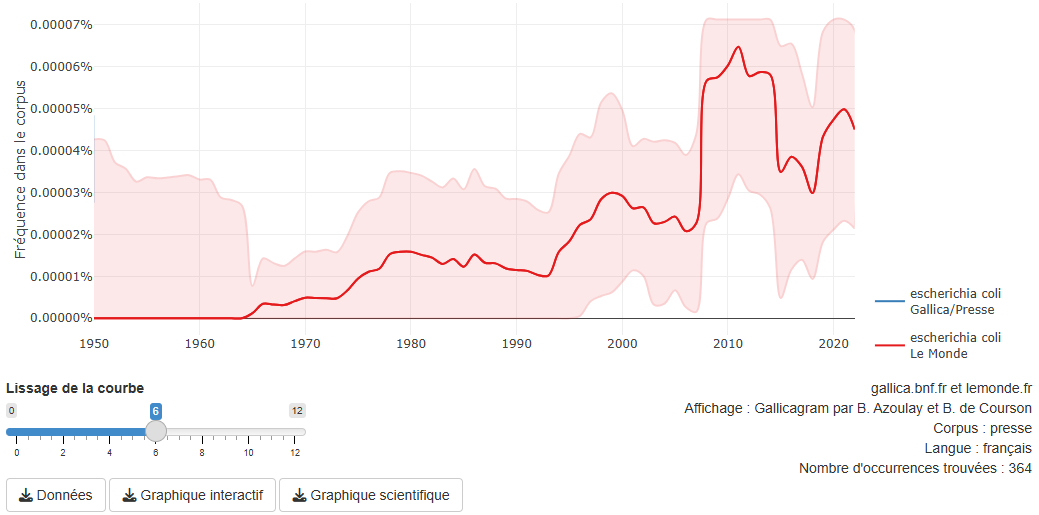 Fréquence dans le corpus
0.00007%
0.00006%
0.00005%
0.00004%
0.00003%
0.00002%
0.00001%
0.00000%
1950 1960 1970 1980 1990 2000 2010 2020
escherichia coli
Gallica/Presse
escherichia coli
Le Monde
Lissage de la courbe
0 6 12
0 2 4 6 8 10 12
gallica.bnf.fr et lemonde.fr
Affichage : Gallicagram par B. Azoulay et B. de Courson
Corpus : presse
Langue : français
Nombre d'occurrences trouvées : 364
Données Graphique interactif Graphique scientifique